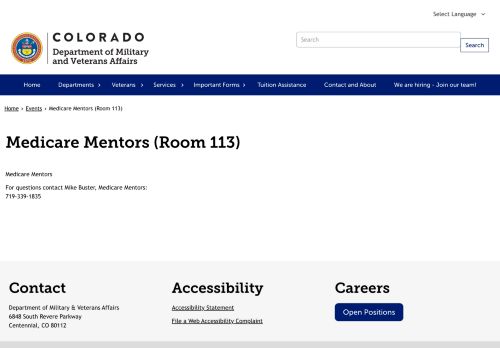 Select Language
COLORADO
Department of Military
and Veterans Affairs
Search
Search
Home Departments Veterans Services Important Forms Tuition Assistance Contact and About We are hiring - Join our team!
Home › Events › Medicare Mentors (Room 113)
Medicare Mentors (Room 113)
Medicare Mentors
For questions contact Mike Buster, Medicare Mentors:
719-339-1835
Contact
Department of Military & Veterans Affairs
6848 South Revere Parkway
Centennial, CO 80112
Accessibility
Accessibility Statement
File a Web Accessibility Complaint
Careers
Open Positions